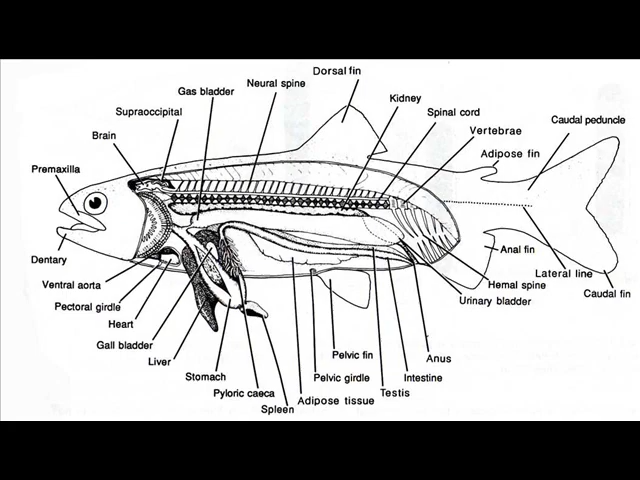 Dorsal fin
Neural spine
Gas bladder
Kidney
Supraoccipital
Spinal cord
Caudal peduncle
Vertebrae
Brain
Adipose fin
Premaxilla
Anal fin
Dentary
Lateral line
Ventral aorta
Hemal spine
Caudal fin
Urinary bladder
Pectoral girdle
Heart
Gall bladder
Pelvic fin
Anus
Liver
Stomach
Pelvic girdle
Intestine
Pyloric caeca
Testis
Adipose tissue
Spleen